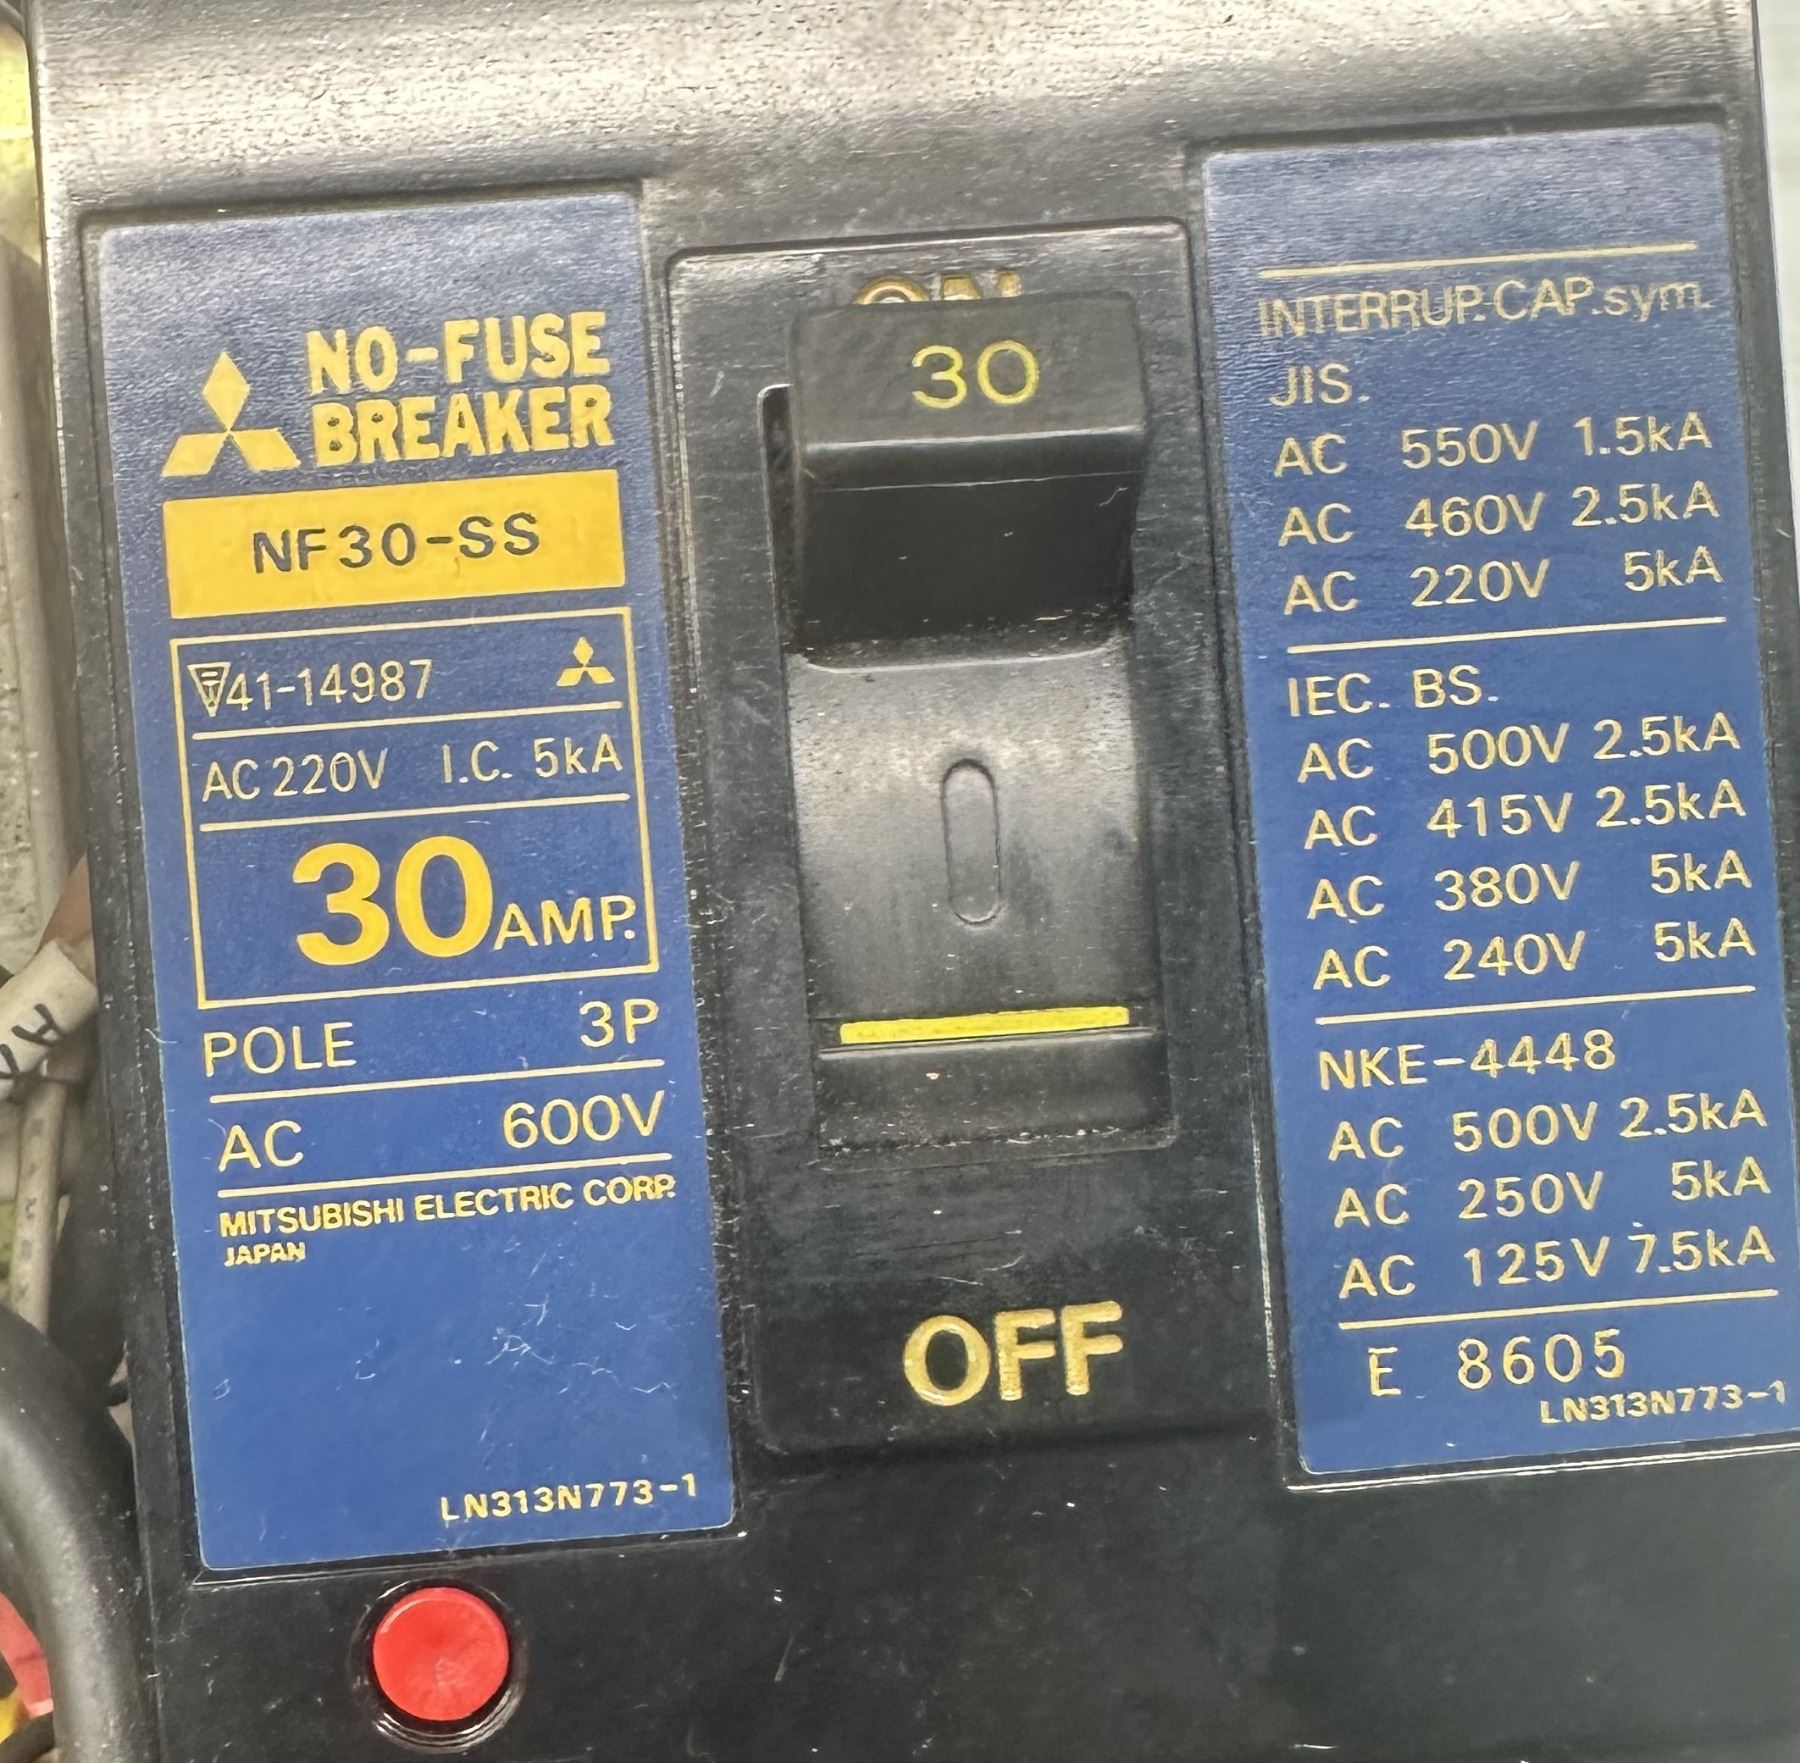 NO-FUSE
BREAKER
NF30-SS
41-14987
AC 220V I.C. 5kA
30 AMP.
POLE 3P
AC 600V
MITSUBISHI ELECTRIC CORP.
JAPAN
LN313N773-1
ON
30
OFF
INTERRUP.CAP.sym.
JIS.
AC 550V 1.5kA
AC 460V 2.5kA
AC 220V 5kA
IEC. BS.
AC 500V 2.5kA
AC 415V 2.5kA
AC 380V 5kA
AC 240V 5kA
NKE-4448
AC 500V 2.5kA
AC 250V 5kA
AC 125V 7.5kA
E 8605
LN313N773-1